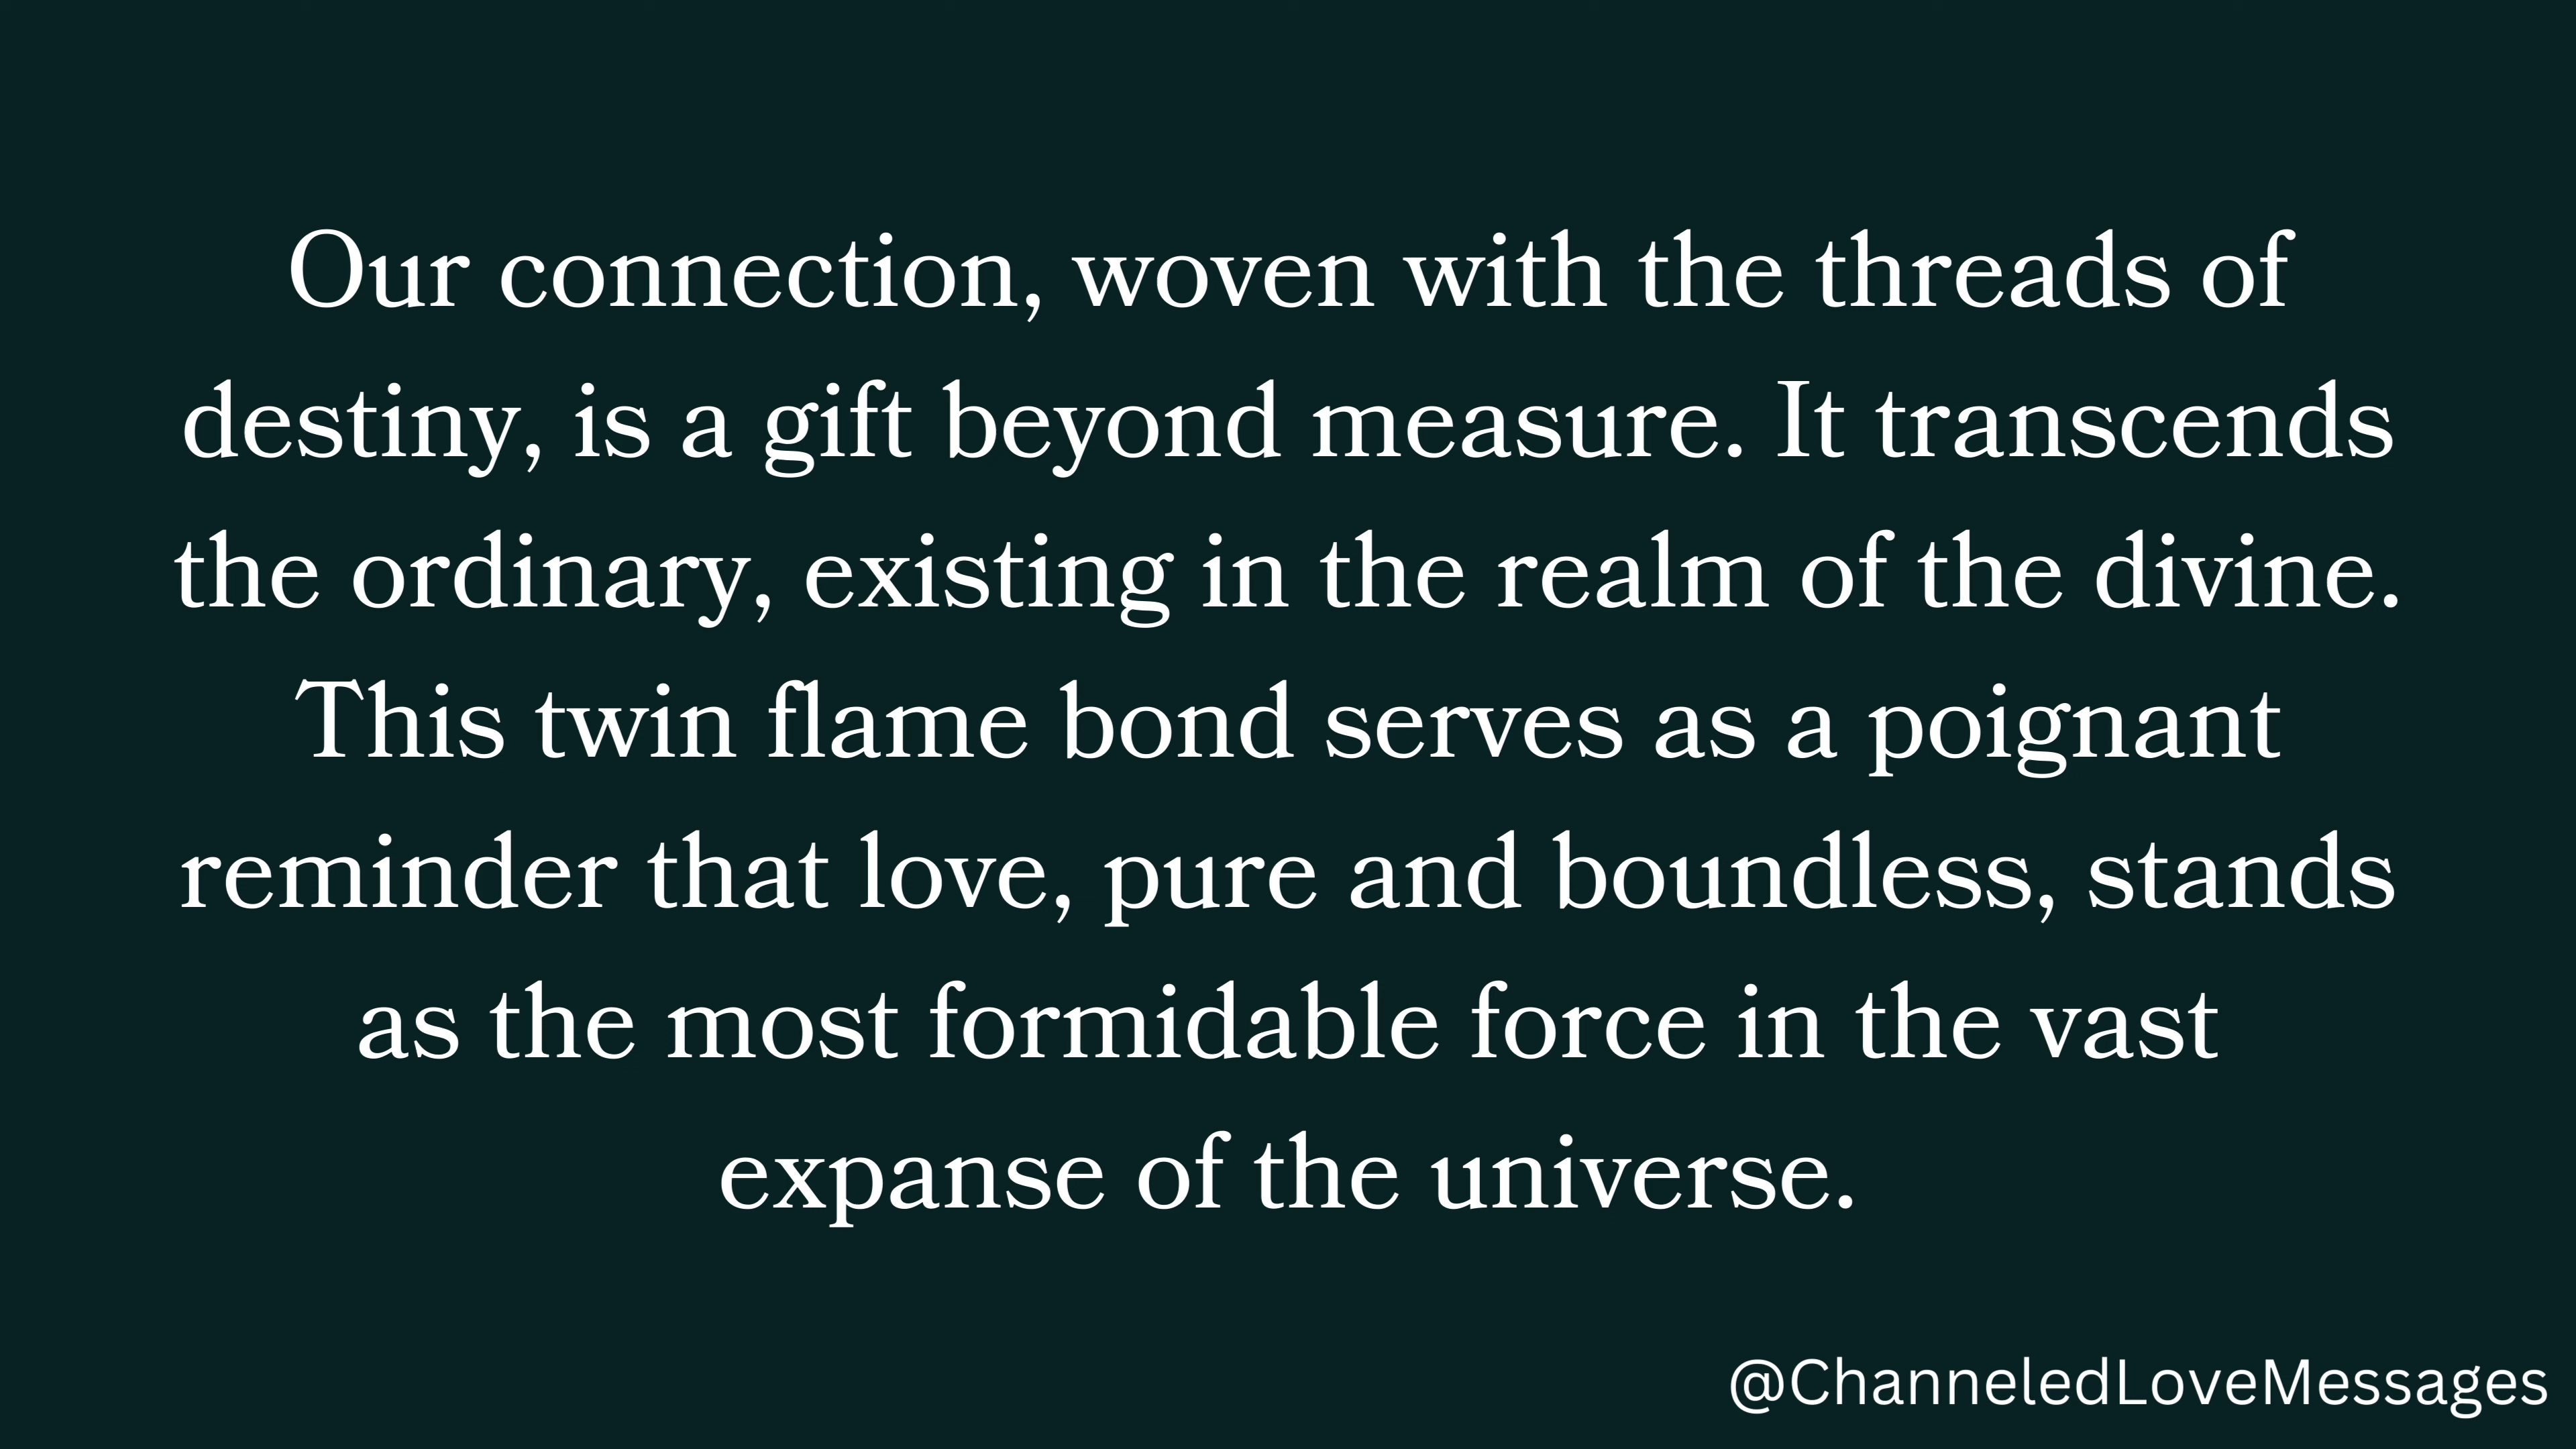 Our connection, woven with the threads of
destiny, is a gift beyond measure. It transcends
the ordinary, existing in the realm of the divine.
This twin flame bond serves as a poignant
reminder that love, pure and boundless, stands
as the most formidable force in the vast
expanse of the universe.
@ChanneledLoveMessages